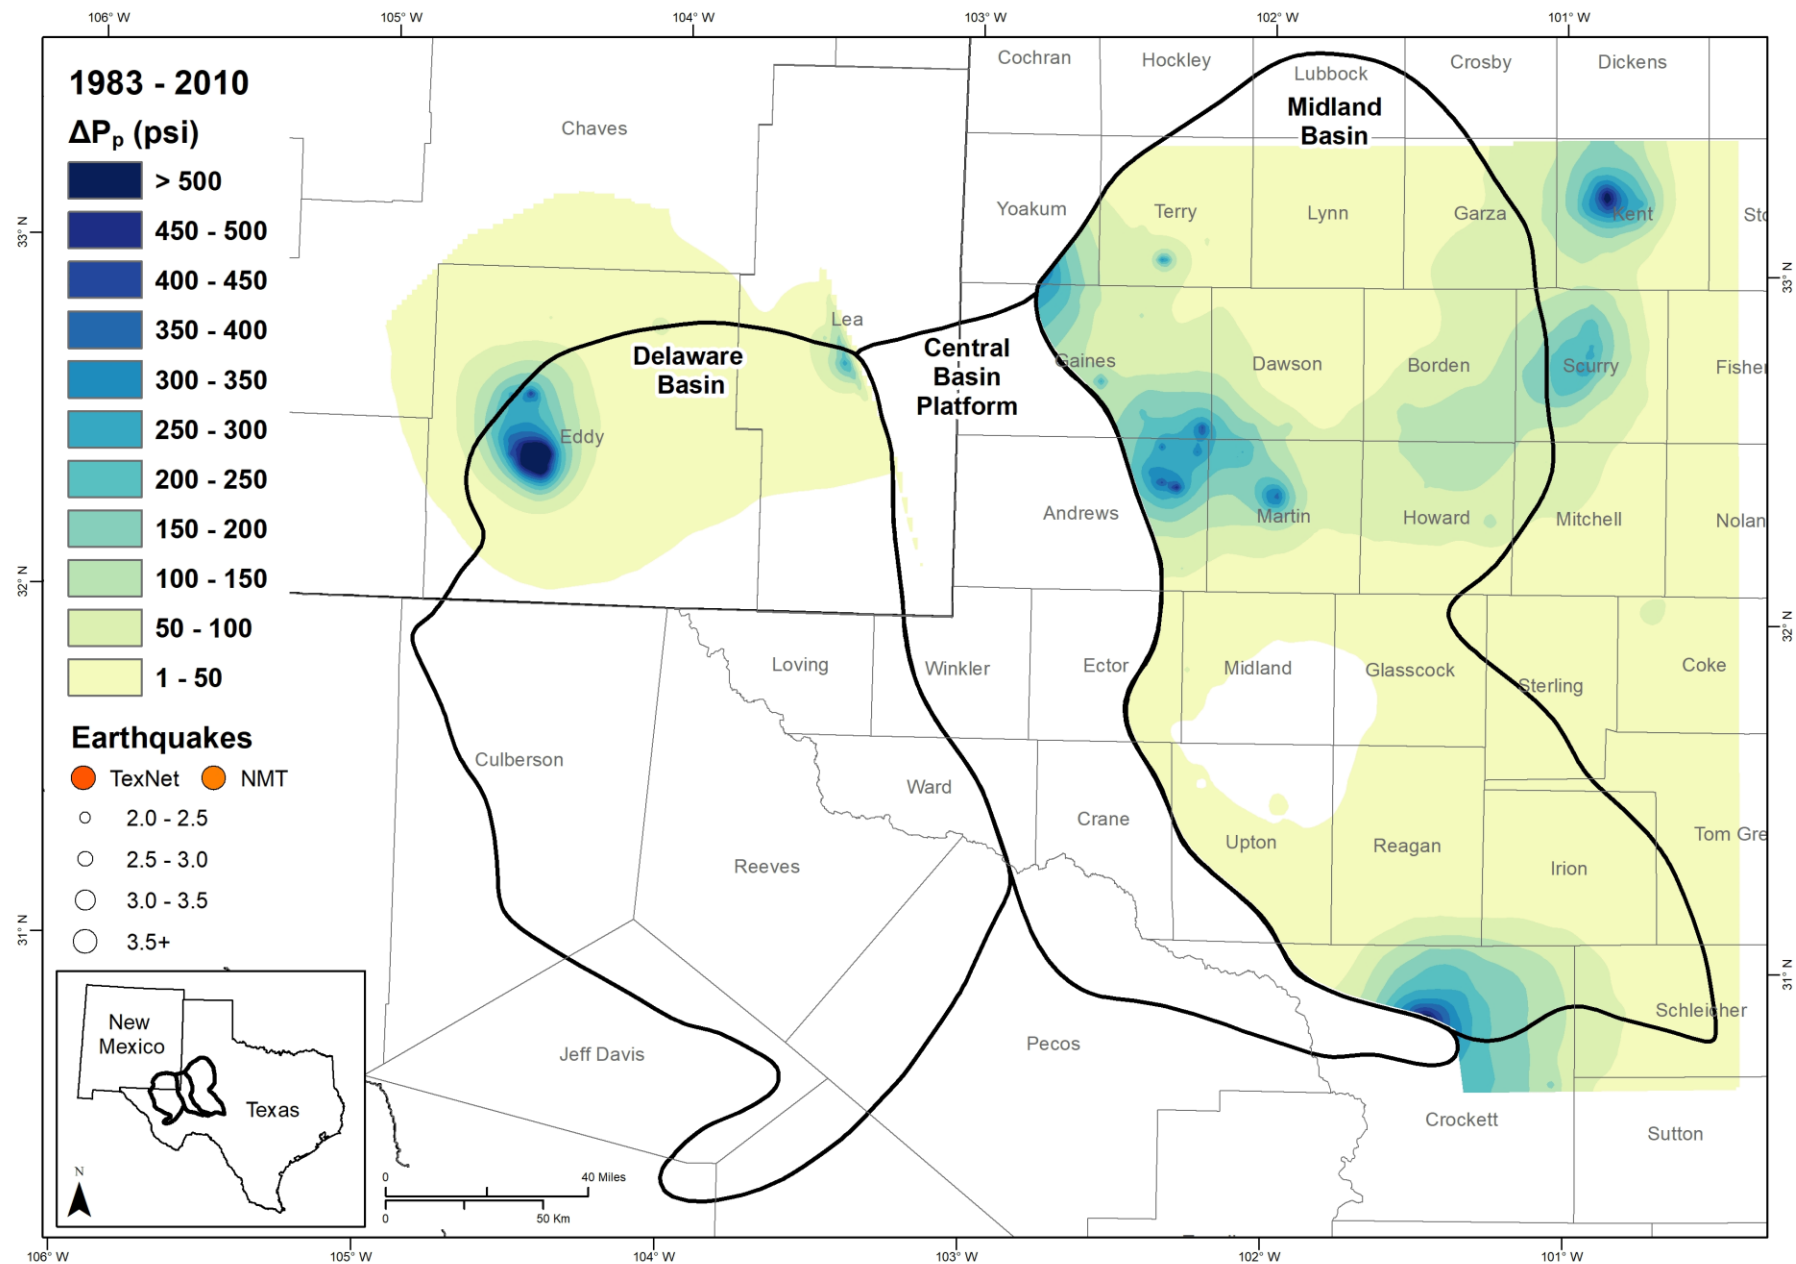 106° W 105° W 104° W 103° W 102° W 101° W
1983 - 2010
ΔPp (psi)
> 500
450 - 500
400 - 450
350 - 400
300 - 350
250 - 300
200 - 250
150 - 200
100 - 150
50 - 100
1 - 50
Earthquakes
TexNet NMT
2.0 - 2.5
2.5 - 3.0
3.0 - 3.5
3.5+
New
Mexico
Texas
N
0 40 Miles
0 50 Km
33° N
32° N
31° N
Cochran Hockley Lubbock Crosby Dickens
Midland
Basin
Chaves
Yoakum Terry Lynn Garza Kent Sto
Lea
Delaware
Basin
Central
Basin
Platform
Gaines Dawson Borden Scurry Fisher
Eddy
Andrews Martin Howard Mitchell Nolan
Loving Winkler Ector Midland Glasscock Sterling Coke
Culberson Ward Crane
Reeves Upton Reagan Irion Tom Gre
Jeff Davis Pecos Schleicher
Crockett Sutton
33° N
32° N
31° N
106° W 105° W 104° W 103° W 102° W 101° W